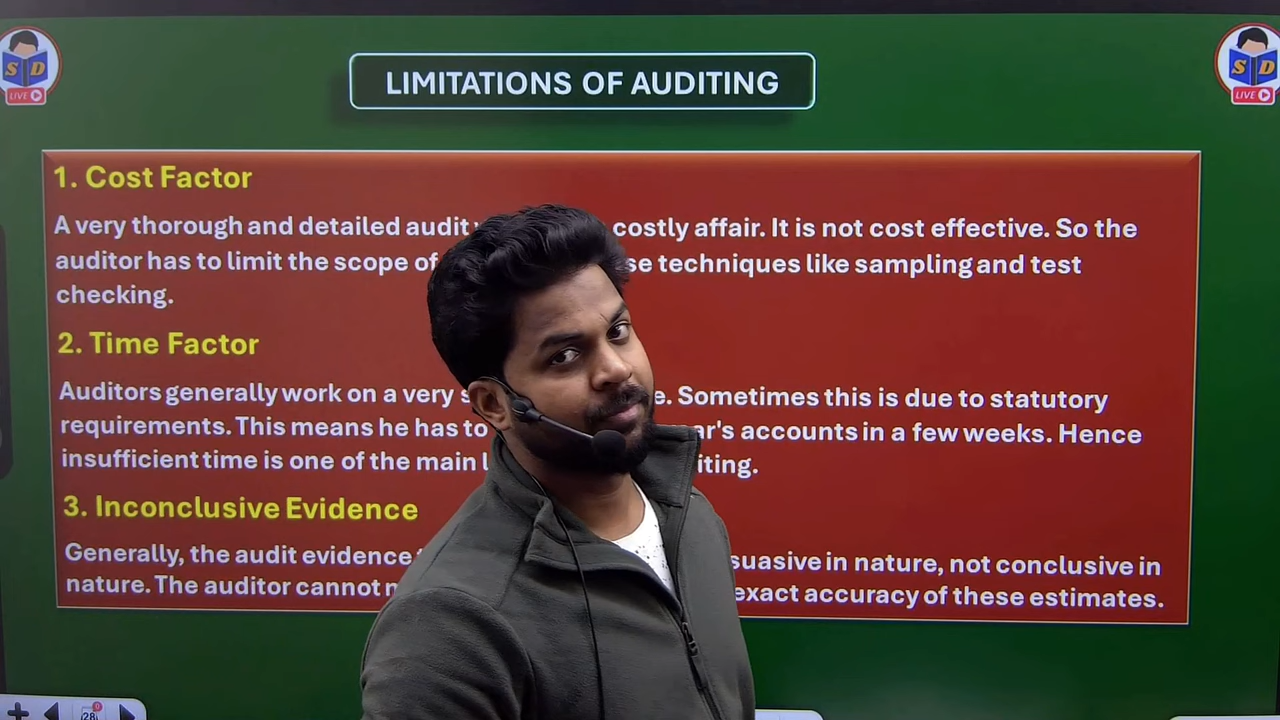 S D
LIVE
S D
LIVE
LIMITATIONS OF AUDITING
1. Cost Factor
A very thorough and detailed audit costly affair. It is not cost effective. So the
auditor has to limit the scope of techniques like sampling and test
checking.
2. Time Factor
Auditors generally work on a very Sometimes this is due to statutory
requirements. This means he has to accounts in a few weeks. Hence
insufficient time is one of the main
3. Inconclusive Evidence
Generally, the audit evidence in nature, not conclusive in
nature. The auditor cannot exact accuracy of these estimates.
28